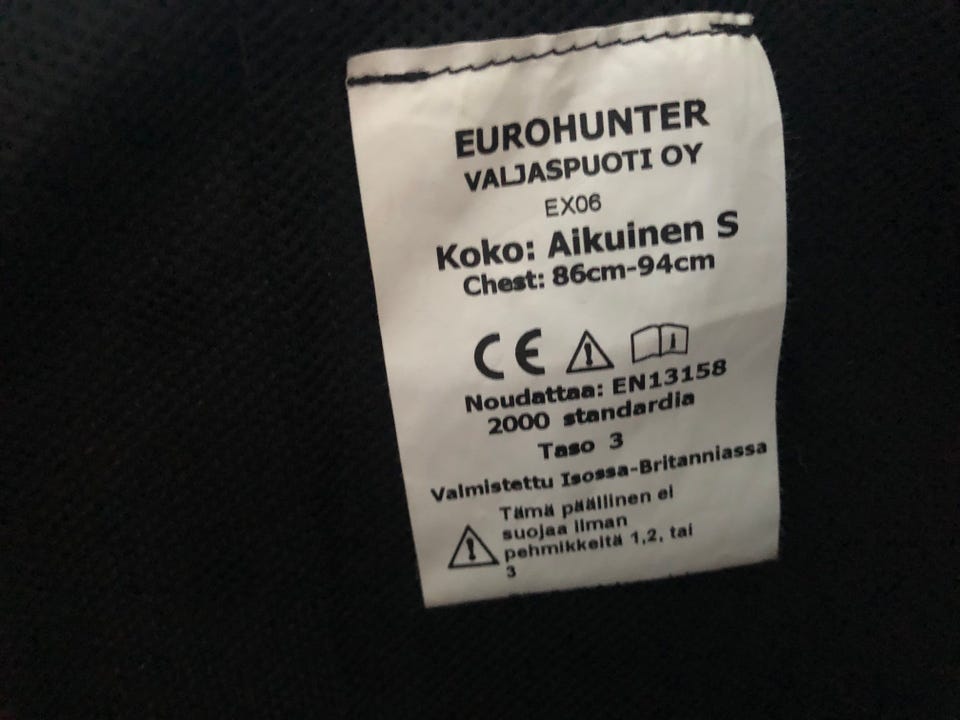 EUROHUNTER
VALJASPUOTI OY
EX06
Koko: Aikuinen S
Chest: 86cm-94cm
CE
Noudattaa: EN13158
2000 standardia
Taso 3
Valmistettu Isossa-Britanniassa
Tämä päällinen ei
suojaa ilman
pehmikkeitä 1,2, tai
3